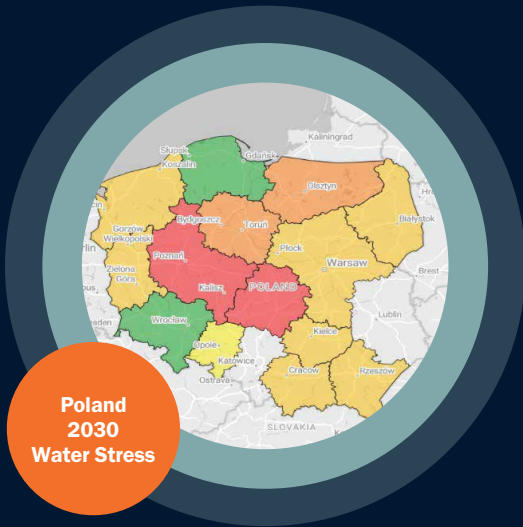 Kaliningrad
Słupsk
Koszalin
Gdańsk
Olsztyn
Bydgoszcz
Białystok
Toruń
Gorzów
Wielkopolski
Płock
Poznań
Warsaw
Zielona
Góra
Brest
Kalisz
POLAND
Lublin
Wrocław
Kielce
Opole
Katowice
Cracow
Rzeszów
Ostrava
SLOVAKIA
Poland
2030
Water Stress